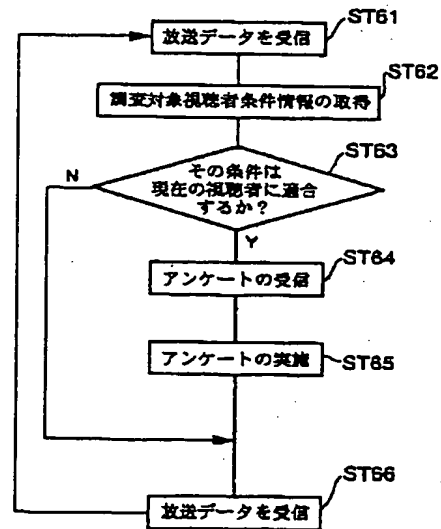 ST61
放送データを受信
ST62
調査対象視聴者条件情報の取得
ST63
その条件は
現在の視聴者に適合
するか？
N
Y
ST64
アンケートの受信
ST65
アンケートの実施
ST66
放送データを受信